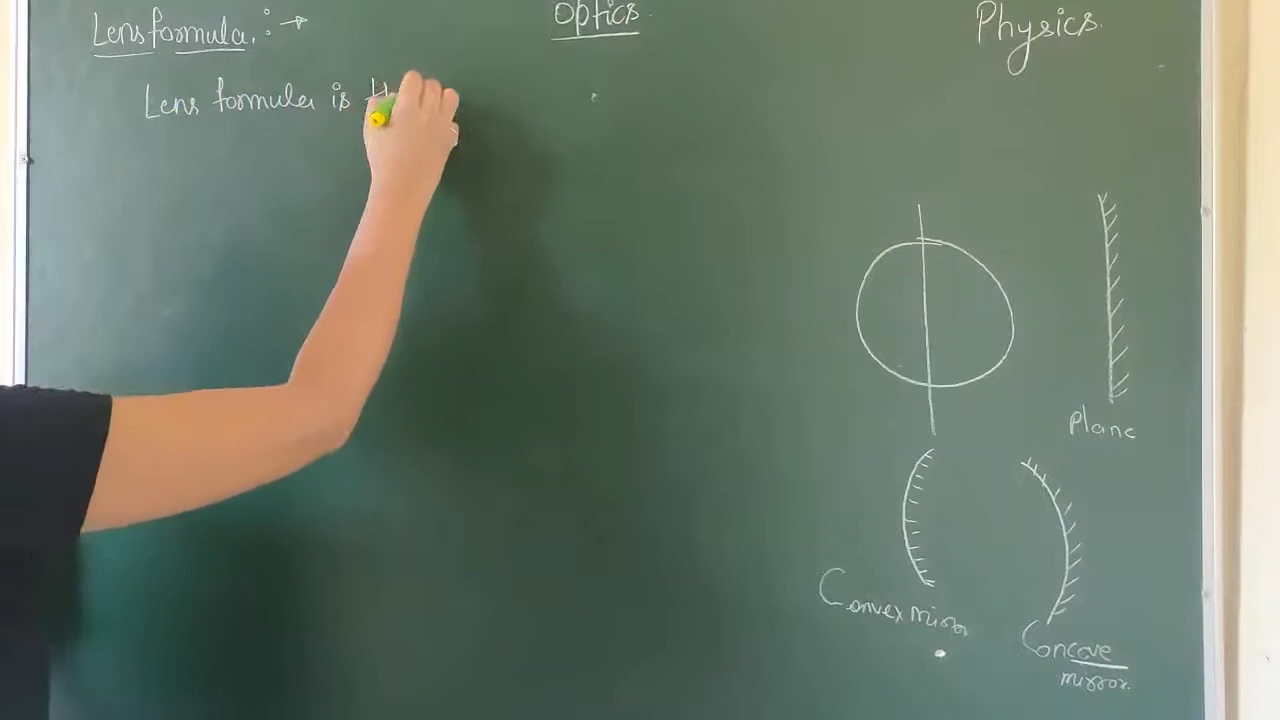 Lens formula. :→
Optics.
Physics.
Lens formula is
Plane
Convex mirror
Concave
mirror.